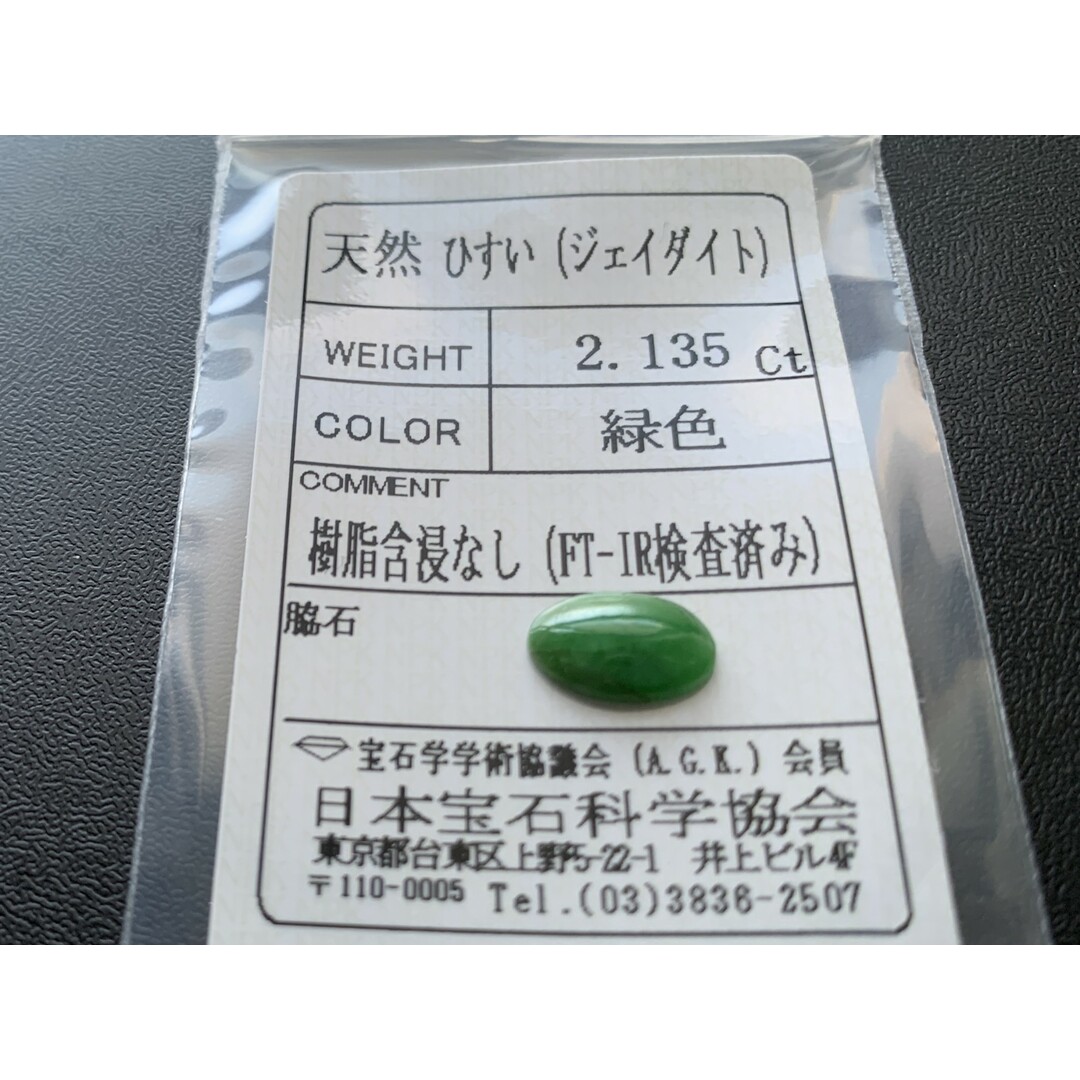 天然 ひすい (ジェイダイト)
WEIGHT 2.135 Ct
COLOR 緑色
COMMENT
樹脂含浸なし (FT-IR検査済み)
脇石
宝石学学術協議会 (A.G.K.) 会員
日本宝石科学協会
東京都台東区上野5-22-1 井上ビル4F
〒110-0005 Tel.(03)3836-2507